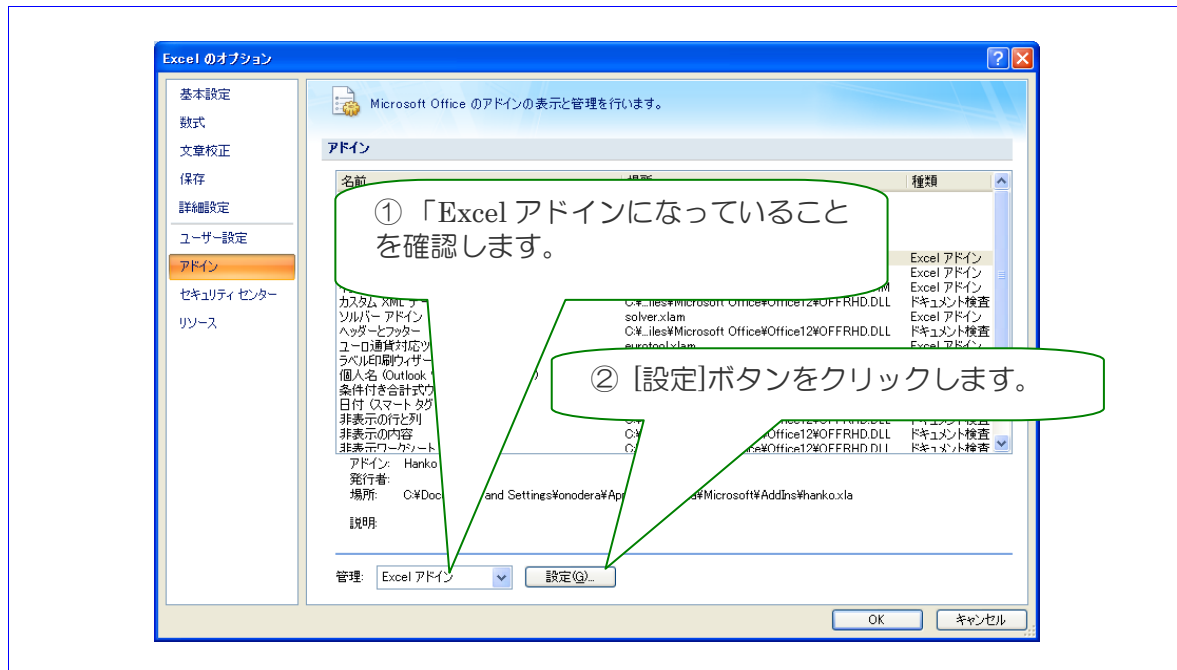 Excel のオプション
基本設定
数式
文章校正
保存
詳細設定
ユーザー設定
アドイン
セキュリティ センター
リソース
Microsoft Office のアドインの表示と管理を行います。
アドイン
名前 場所 種類
① 「Excel アドインになっていること
を確認します。
Excel アドイン
Excel アドイン
Excel アドイン
カスタム XML デー C:¥...iles¥Microsoft Office¥Office12¥OFFRHD.DLL ドキュメント検査
ソルバー アドイン solver.xlam Excel アドイン
ヘッダーとフッター C:¥...iles¥Microsoft Office¥Office12¥OFFRHD.DLL ドキュメント検査
ユーロ通貨対応ツ eurotool.xlam Excel アドイン
ラベル印刷ウィザー
個人名 (Outlook
② [設定]ボタンをクリックします。
条件付き合計式ウ
日付 (スマート タグ
非表示の行と列 Office12¥OFFRHD.DLL ドキュメント検査
非表示の内容 C:¥ Office¥Office12¥OFFRHD.DLL ドキュメント検査
非表示ワークシート C:¥ ce¥Office12¥OFFRHD.DLL ドキュメント検査
アドイン: Hanko
発行者:
場所: C:¥Doc and Settings¥onodera¥Ap ¥Microsoft¥AddIns¥hanko.xla
説明:
管理: Excel アドイン 設定(G)...
OK キャンセル